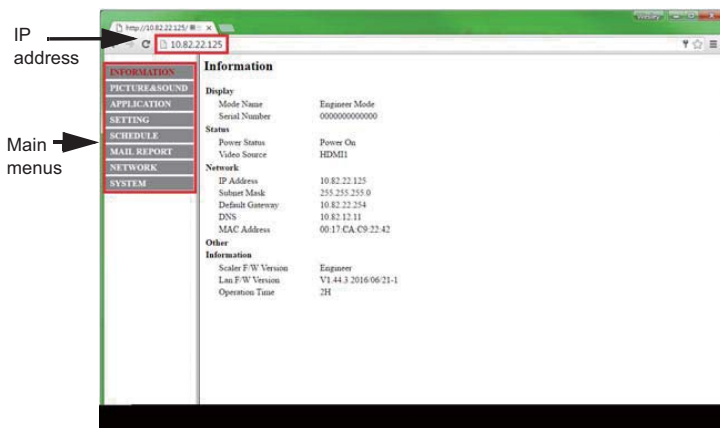 http://10.82.22.125/
Wesley
IP
address
10.82.22.125
Main
menus
INFORMATION
PICTURE&SOUND
APPLICATION
SETTING
SCHEDULE
MAIL REPORT
NETWORK
SYSTEM
Information
Display
Mode Name Engineer Mode
Serial Number 0000000000000
Status
Power Status Power On
Video Source HDMI1
Network
IP Address 10.82.22.125
Subnet Mask 255.255.255.0
Default Gateway 10.82.22.254
DNS 10.82.12.11
MAC Address 00:17:CA:C9:22:42
Other
Information
Scaler F/W Version Engineer
Lan F/W Version V1.44.3 2016/06/21-1
Operation Time 2H